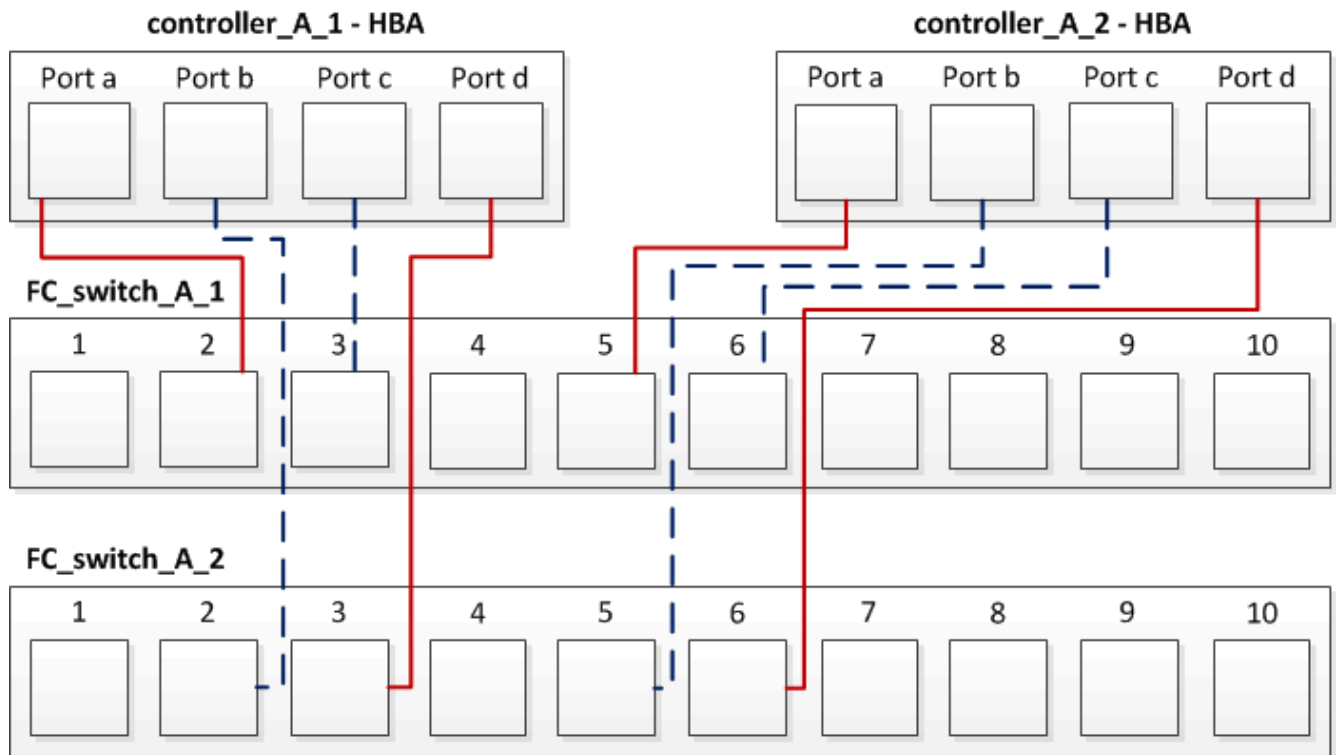 controller_A_1 - HBA controller_A_2 - HBA
Port a Port b Port c Port d Port a Port b Port c Port d
FC_switch_A_1
1 2 3 4 5 6 7 8 9 10
FC_switch_A_2
1 2 3 4 5 6 7 8 9 10